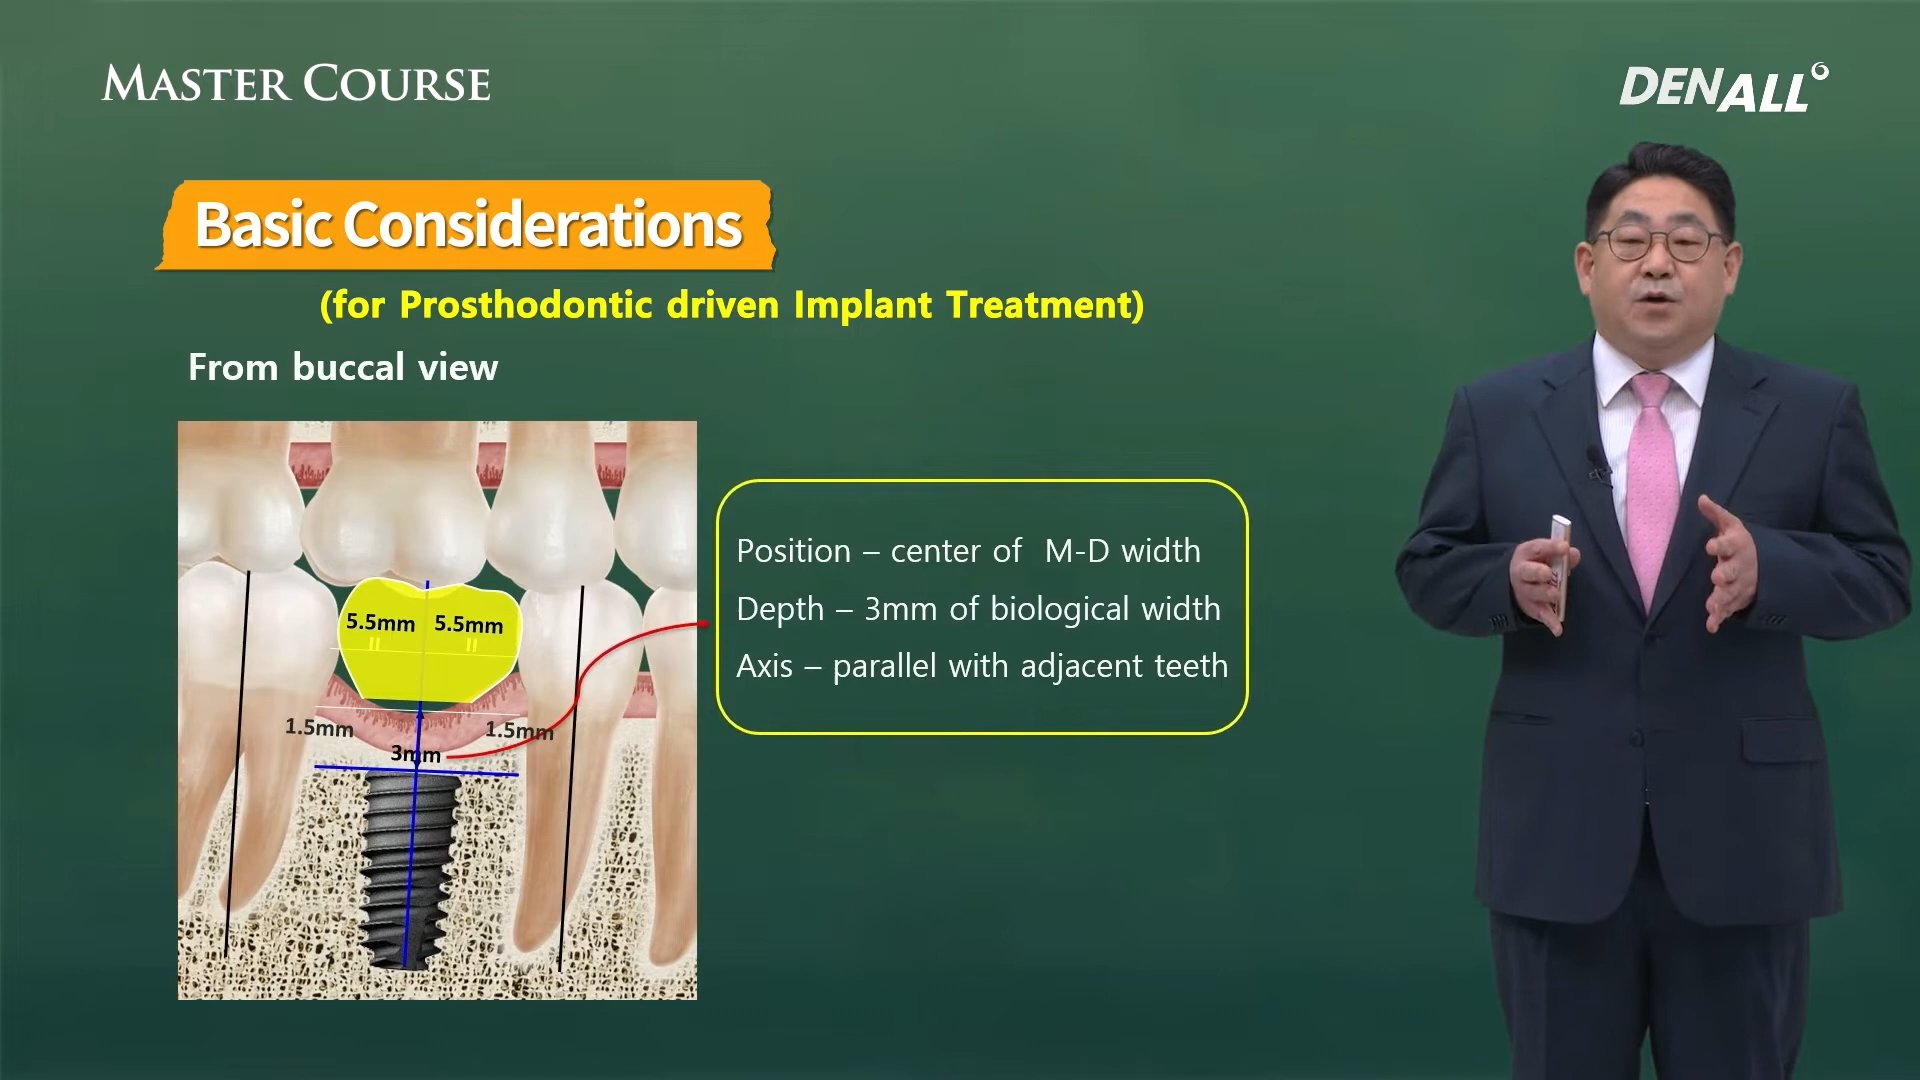 MASTER COURSE
DENALL
Basic Considerations
(for Prosthodontic driven Implant Treatment)
From buccal view
5.5mm 5.5mm
1.5mm 1.5mm
3mm
Position – center of M-D width
Depth – 3mm of biological width
Axis – parallel with adjacent teeth